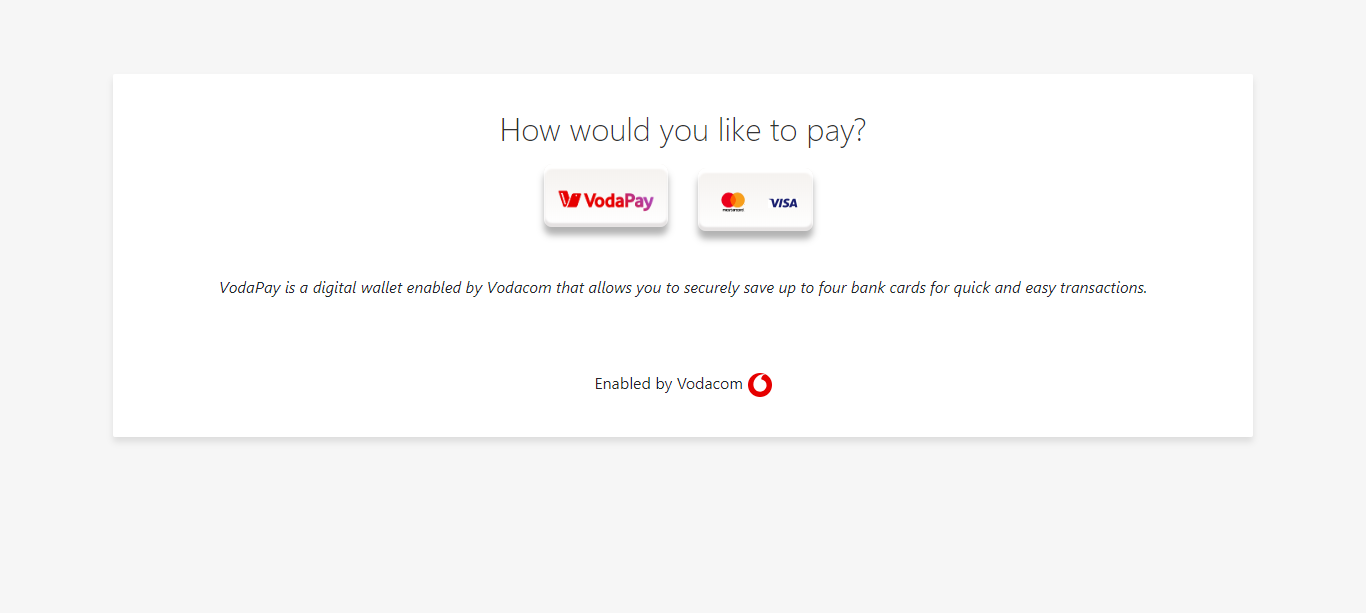 How would you like to pay?
VodaPay
mastercard VISA
VodaPay is a digital wallet enabled by Vodacom that allows you to securely save up to four bank cards for quick and easy transactions.
Enabled by Vodacom